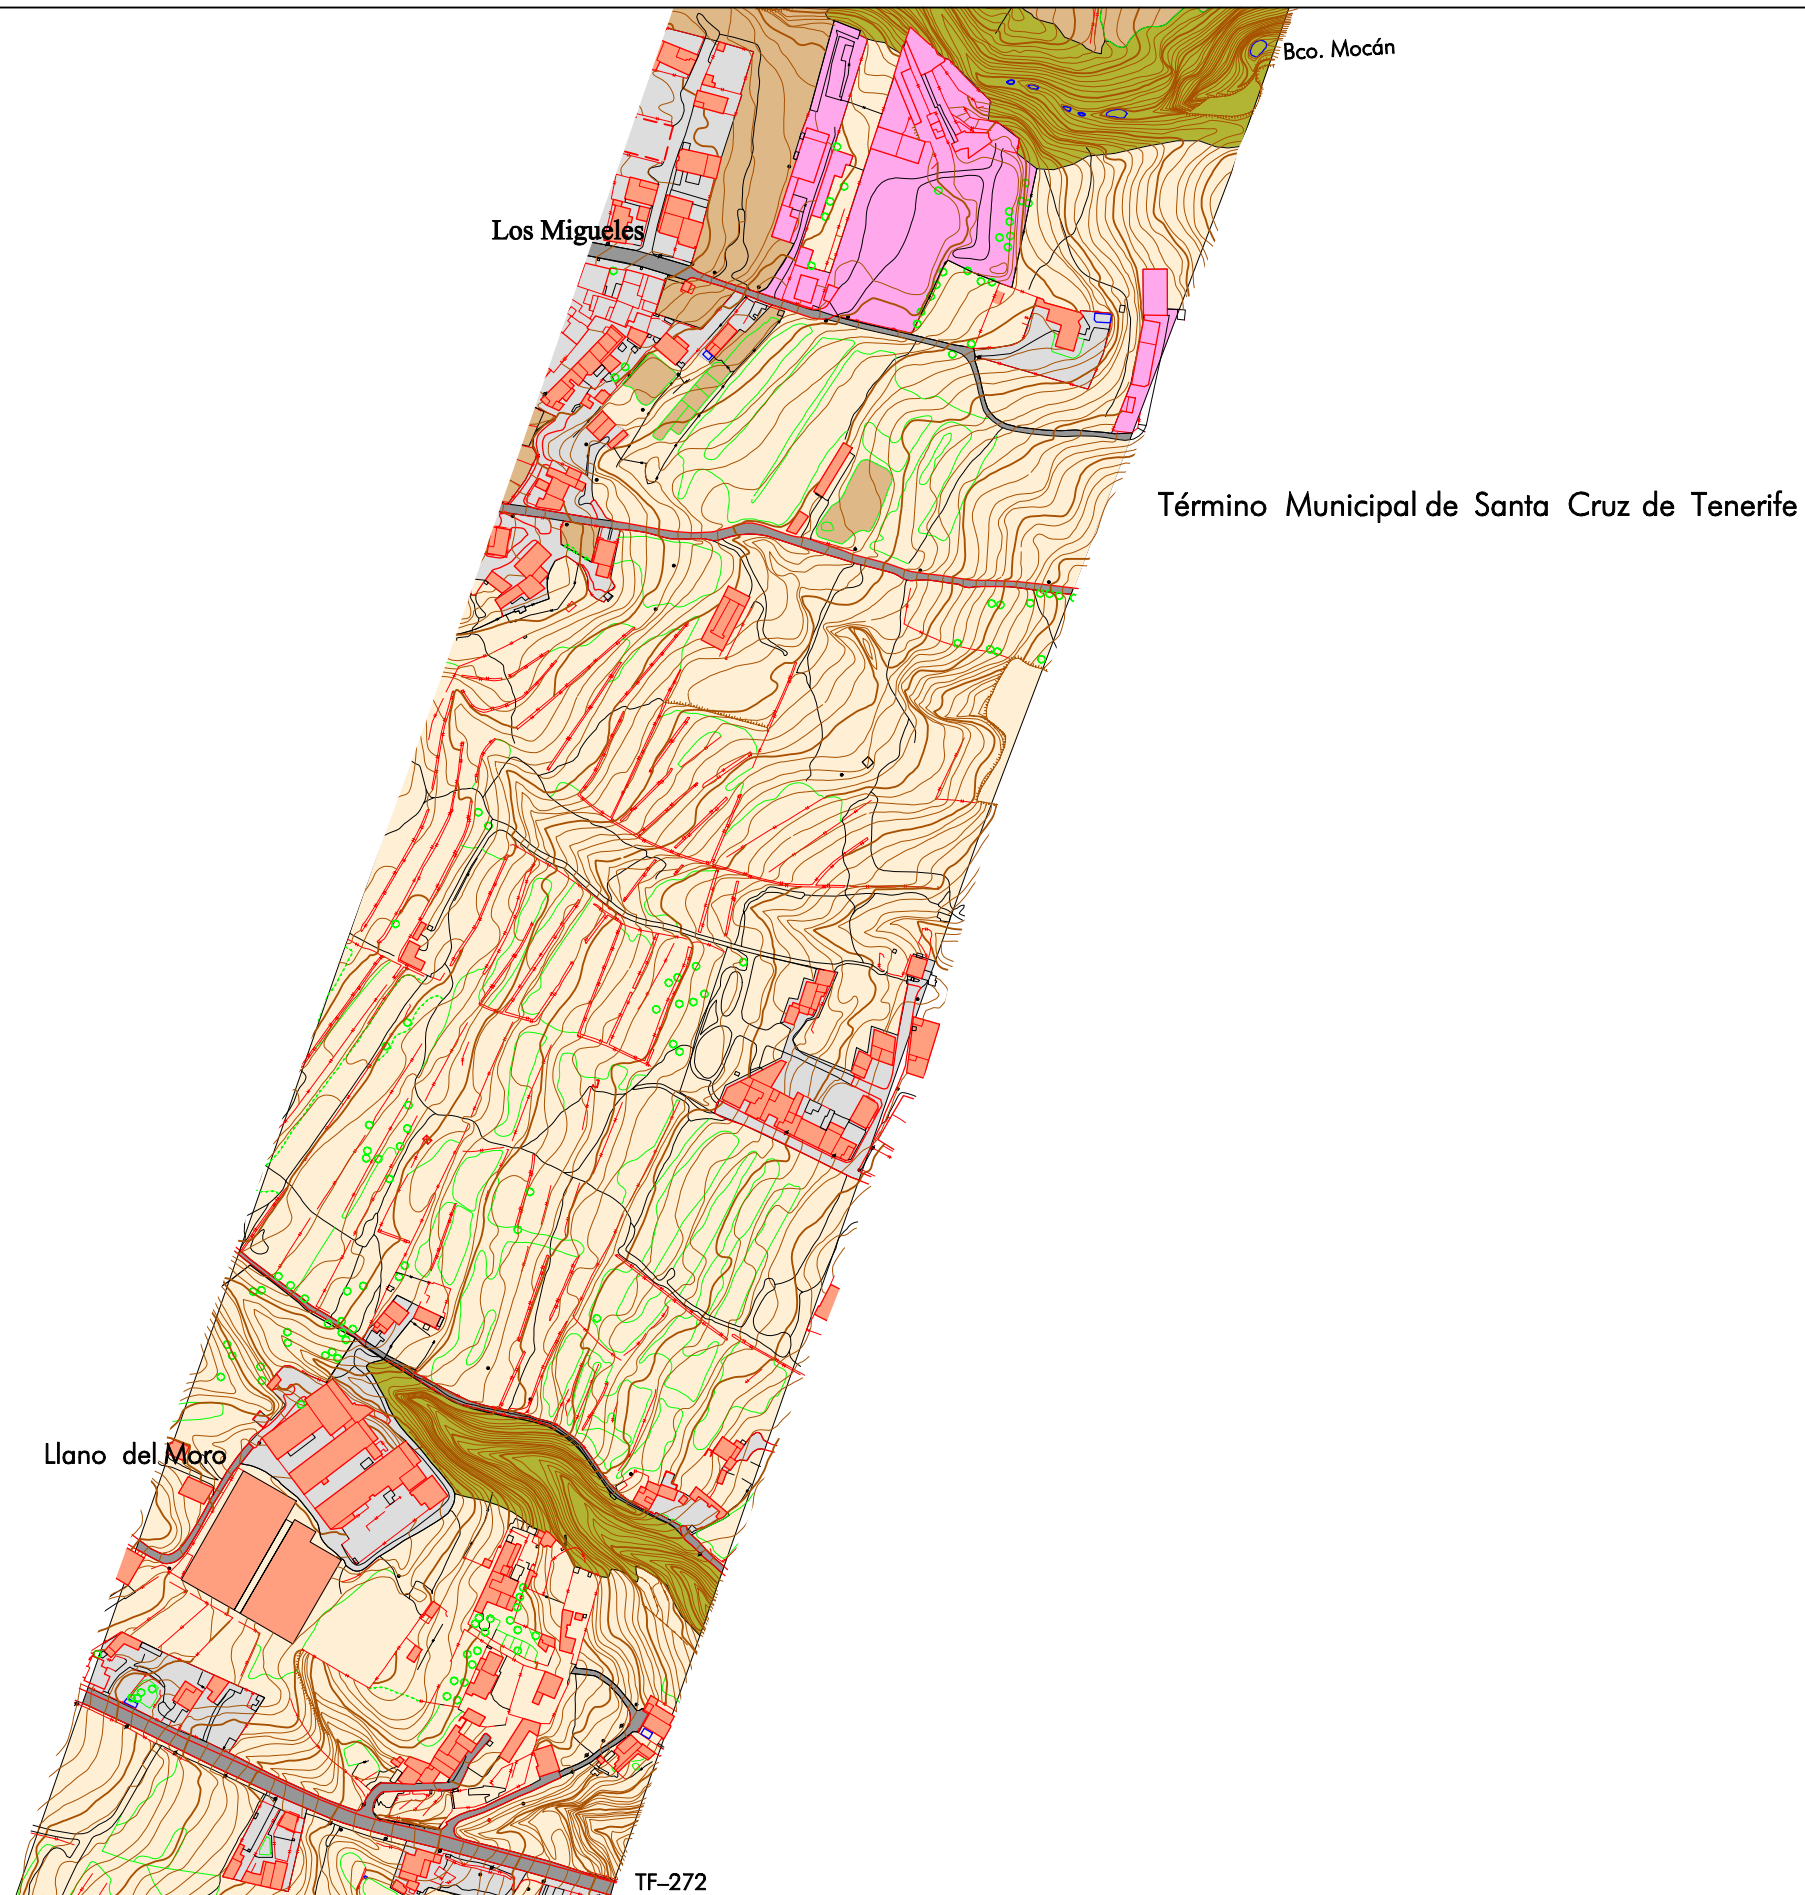 Bco. Mocán
Los Migueles
Término Municipal de Santa Cruz de Tenerife
Llano del Moro
TF-272